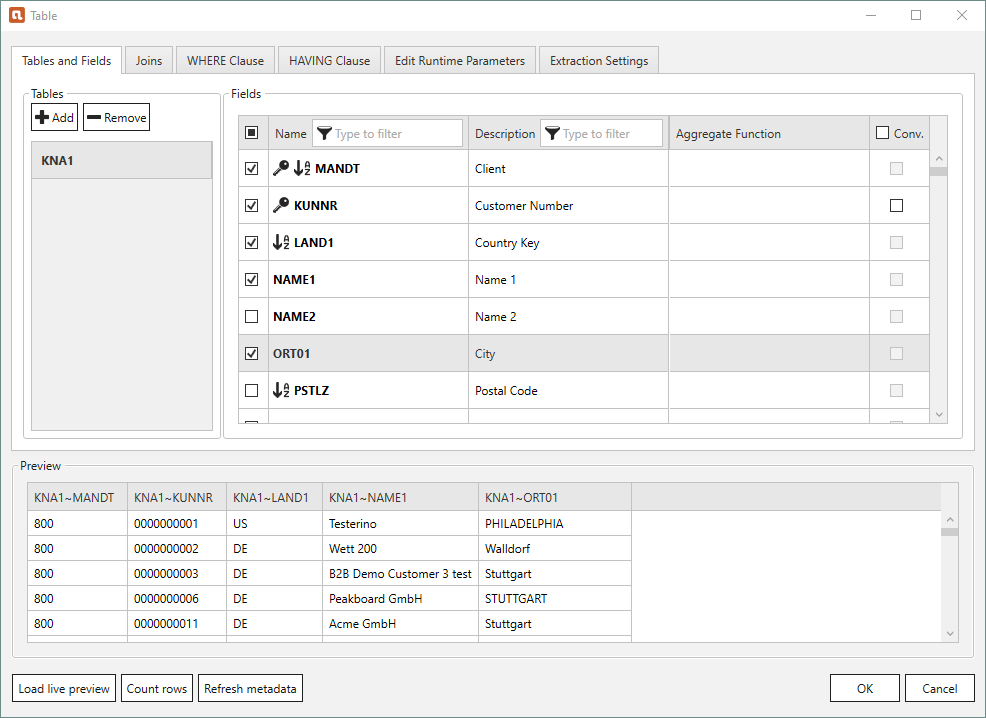 Table
Tables and Fields Joins WHERE Clause HAVING Clause Edit Runtime Parameters Extraction Settings
Tables
Add Remove
KNA1
Fields
Name Type to filter Description Type to filter Aggregate Function Conv.
MANDT Client
KUNNR Customer Number
LAND1 Country Key
NAME1 Name 1
NAME2 Name 2
ORT01 City
PSTLZ Postal Code
Preview
KNA1~MANDT KNA1~KUNNR KNA1~LAND1 KNA1~NAME1 KNA1~ORT01
800 0000000001 US Testerino PHILADELPHIA
800 0000000002 DE Wett 200 Walldorf
800 0000000003 DE B2B Demo Customer 3 test Stuttgart
800 0000000006 DE Peakboard GmbH STUTTGART
800 0000000011 DE Acme GmbH Stuttgart
Load live preview Count rows Refresh metadata OK Cancel